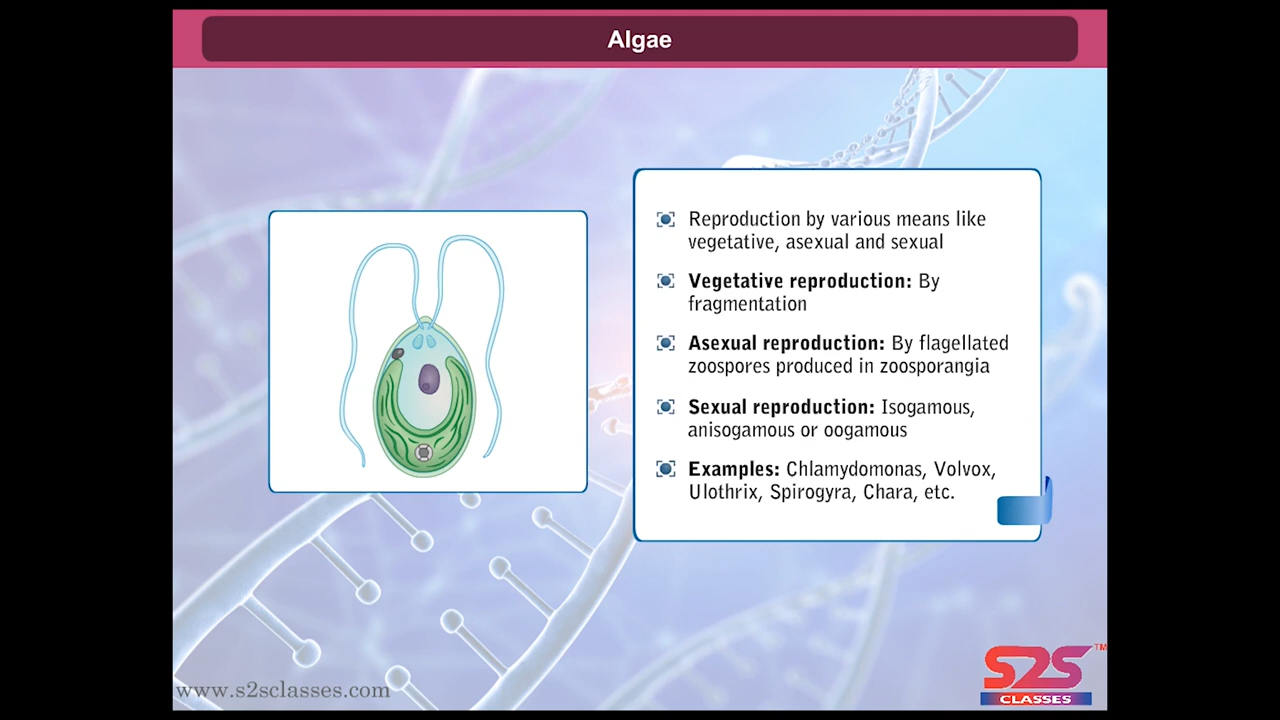 Algae
Reproduction by various means like
vegetative, asexual and sexual
Vegetative reproduction: By
fragmentation
Asexual reproduction: By flagellated
zoospores produced in zoosporangia
Sexual reproduction: Isogamous,
anisogamous or oogamous
Examples: Chlamydomonas, Volvox,
Ulothrix, Spirogyra, Chara, etc.
www.s2sclasses.com
S2S TM
CLASSES